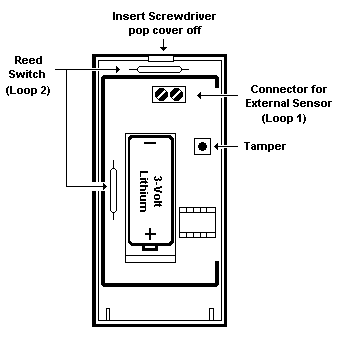 Insert Screwdriver
pop cover off
Reed
Switch
(Loop 2)
Connector for
External Sensor
(Loop 1)
Tamper
−
3-Volt
Lithium
+